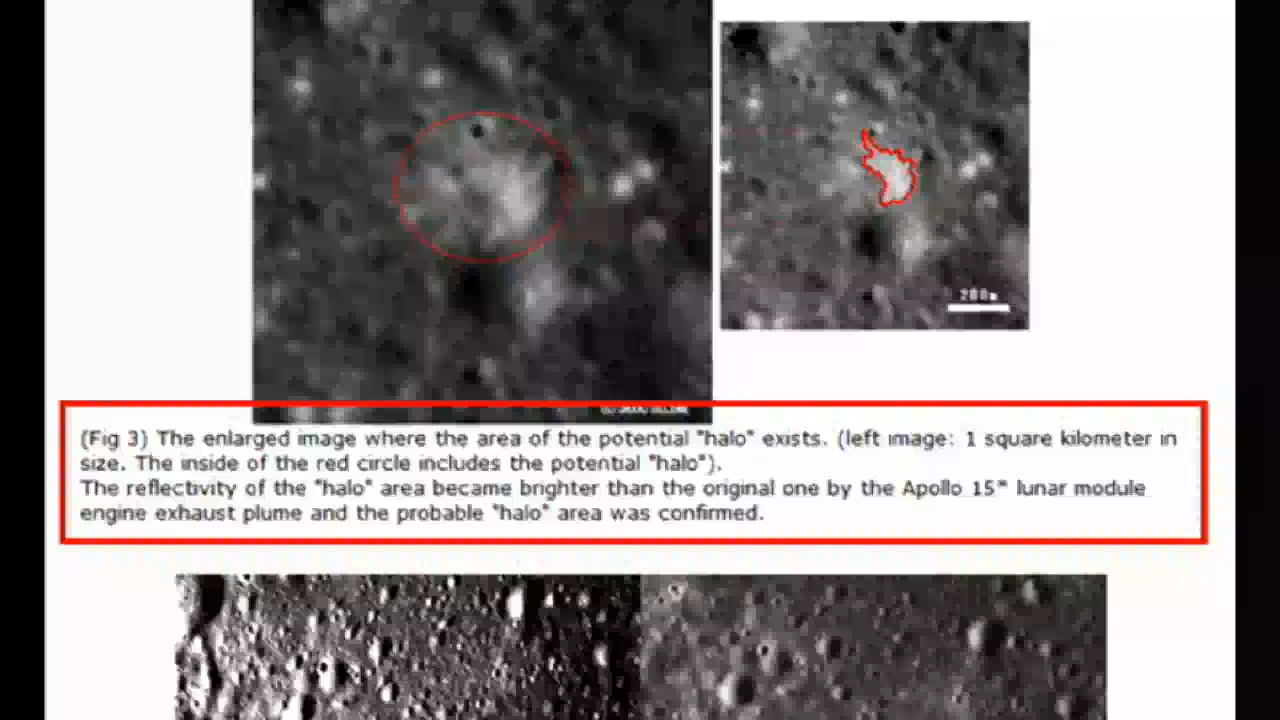 200m
(Fig 3) The enlarged image where the area of the potential "halo" exists. (left image: 1 square kilometer in
size. The inside of the red circle includes the potential "halo").
The reflectivity of the "halo" area became brighter than the original one by the Apollo 15" lunar module
engine exhaust plume and the probable "halo" area was confirmed.